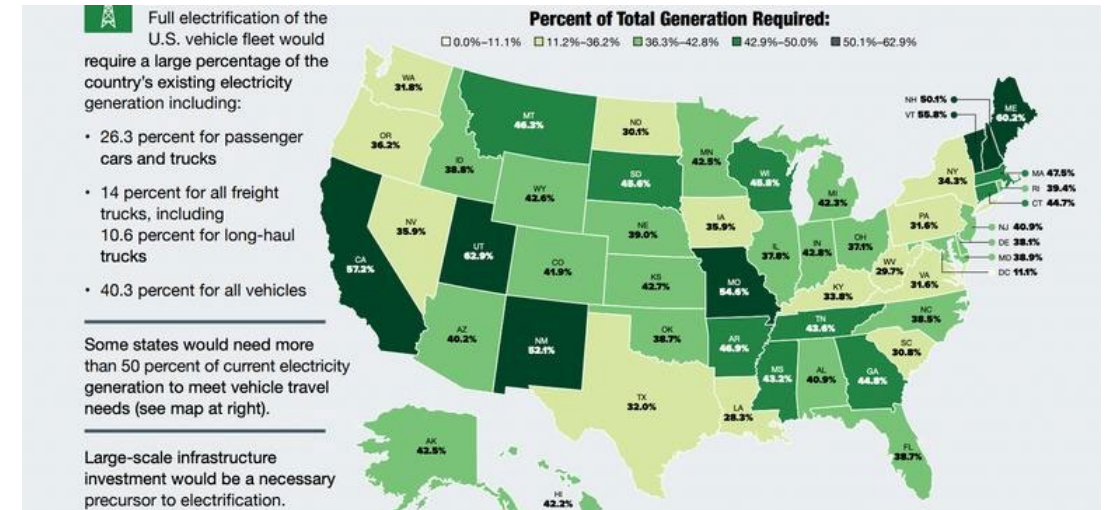 Full electrification of the
U.S. vehicle fleet would
require a large percentage of the
country's existing electricity
generation including:
• 26.3 percent for passenger
cars and trucks
• 14 percent for all freight
trucks, including
10.6 percent for long-haul
trucks
• 40.3 percent for all vehicles
Some states would need more
than 50 percent of current electricity
generation to meet vehicle travel
needs (see map at right).
Large-scale infrastructure
investment would be a necessary
precursor to electrification.
Percent of Total Generation Required:
0.0%–11.1% 11.2%–36.2% 36.3%–42.8% 42.9%–50.0% 50.1%–62.9%
WA
31.8%
OR
36.2%
CA
57.2%
NV
35.9%
ID
38.8%
MT
46.3%
WY
42.6%
UT
62.9%
CO
41.9%
AZ
40.2%
NM
52.1%
ND
30.1%
SD
45.6%
NE
39.0%
KS
42.7%
OK
38.7%
TX
32.0%
MN
42.5%
IA
35.9%
MO
54.6%
AR
46.9%
LA
28.3%
WI
45.8%
IL
37.8%
MI
42.3%
IN
42.8%
OH
37.1%
KY
33.8%
TN
43.6%
MS
43.2%
AL
40.9%
GA
44.8%
FL
38.7%
SC
30.8%
NC
38.5%
VA
31.6%
WV
29.7%
PA
31.6%
NY
34.3%
NH 50.1%
VT 55.8%
ME
60.2%
MA 47.5%
RI 39.4%
CT 44.7%
NJ 40.9%
DE 38.1%
MD 38.9%
DC 11.1%
AK
42.5%
HI
42.2%